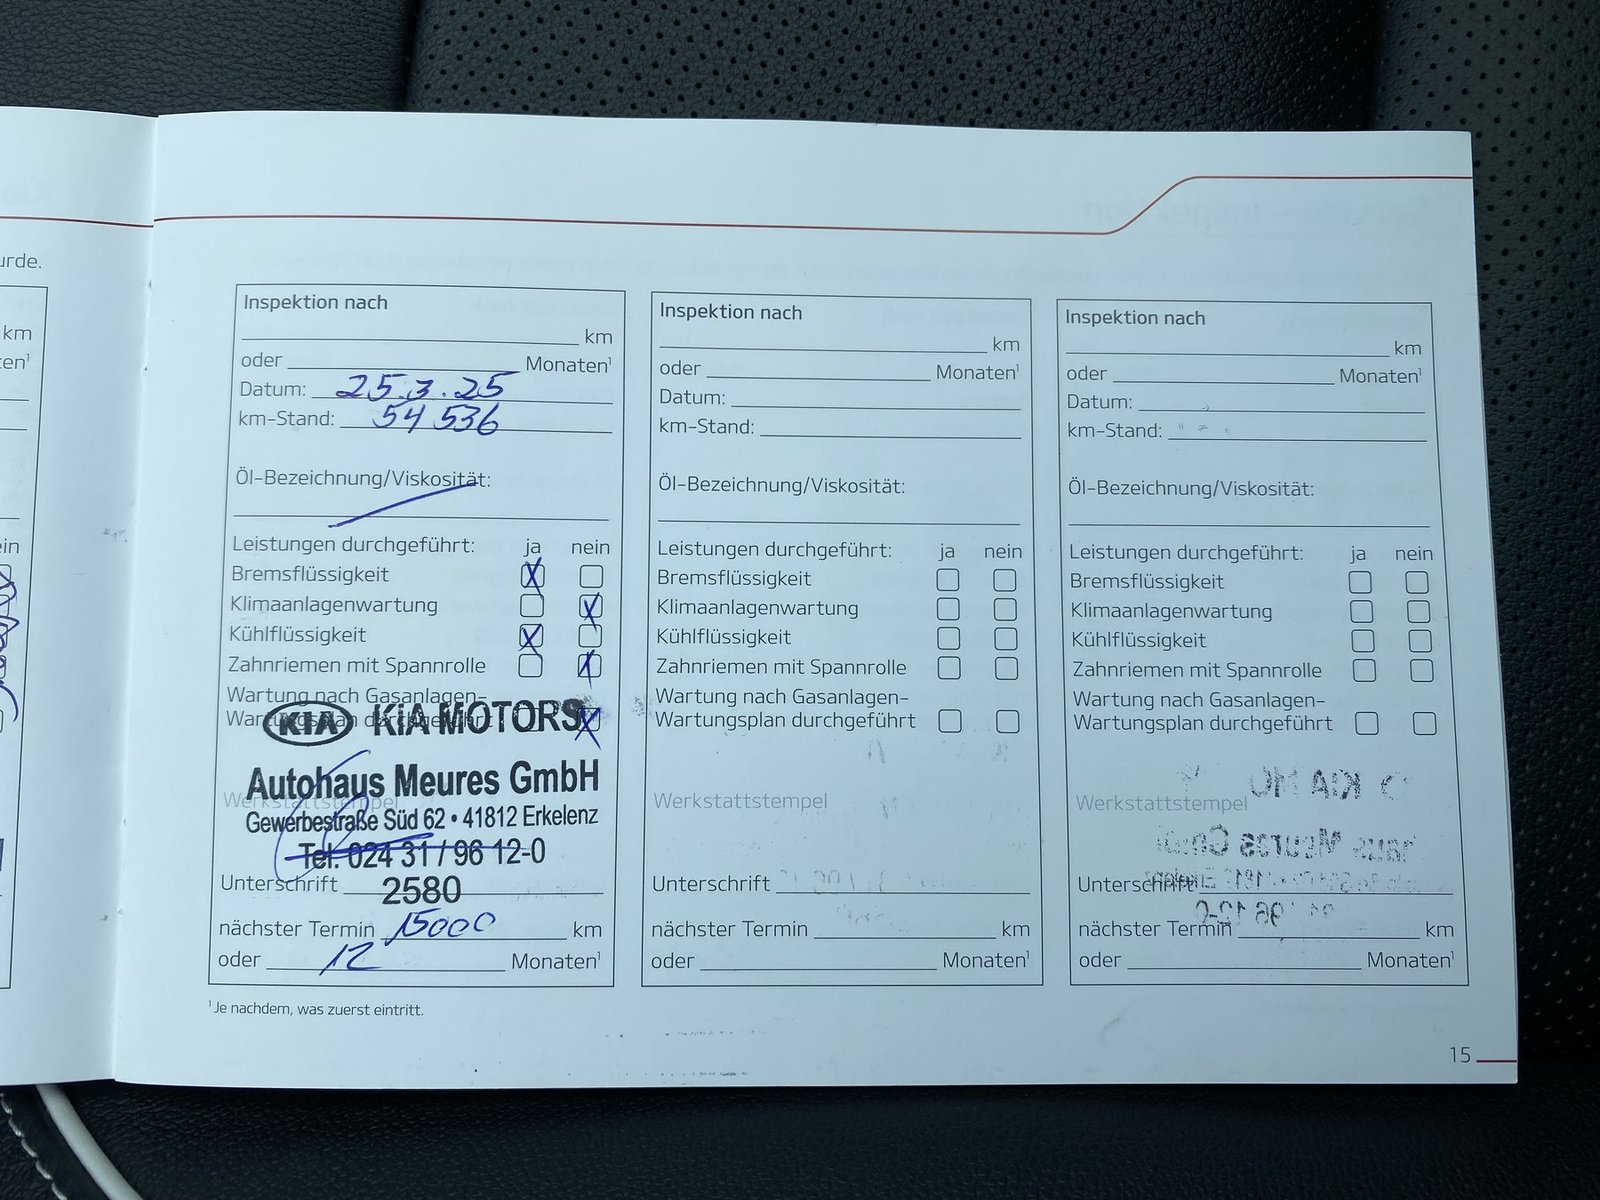 urde.
km
en¹
ein
Inspektion nach
km
oder Monaten¹
Datum: 25.3.25
km-Stand: 54 536
Öl-Bezeichnung/Viskosität:
Leistungen durchgeführt: ja nein
Bremsflüssigkeit X
Klimaanlagenwartung X
Kühlflüssigkeit X
Zahnriemen mit Spannrolle X
Wartung nach Gasanlagen-
Wartungsplan durchgeführt X
KIA KIA MOTORS
Autohaus Meures GmbH
Werkstattstempel
Gewerbestraße Süd 62 • 41812 Erkelenz
Tel. 024 31 / 96 12-0
Unterschrift 2580
nächster Termin 15000 km
oder 12 Monaten¹
Inspektion nach
km
oder Monaten¹
Datum:
km-Stand:
Öl-Bezeichnung/Viskosität:
Leistungen durchgeführt: ja nein
Bremsflüssigkeit
Klimaanlagenwartung
Kühlflüssigkeit
Zahnriemen mit Spannrolle
Wartung nach Gasanlagen-
Wartungsplan durchgeführt
Werkstattstempel
Unterschrift
nächster Termin km
oder Monaten¹
Inspektion nach
km
oder Monaten¹
Datum:
km-Stand:
Öl-Bezeichnung/Viskosität:
Leistungen durchgeführt: ja nein
Bremsflüssigkeit
Klimaanlagenwartung
Kühlflüssigkeit
Zahnriemen mit Spannrolle
Wartung nach Gasanlagen-
Wartungsplan durchgeführt
Werkstattstempel
Unterschrift
nächster Termin km
oder Monaten¹
¹ Je nachdem, was zuerst eintritt.
15